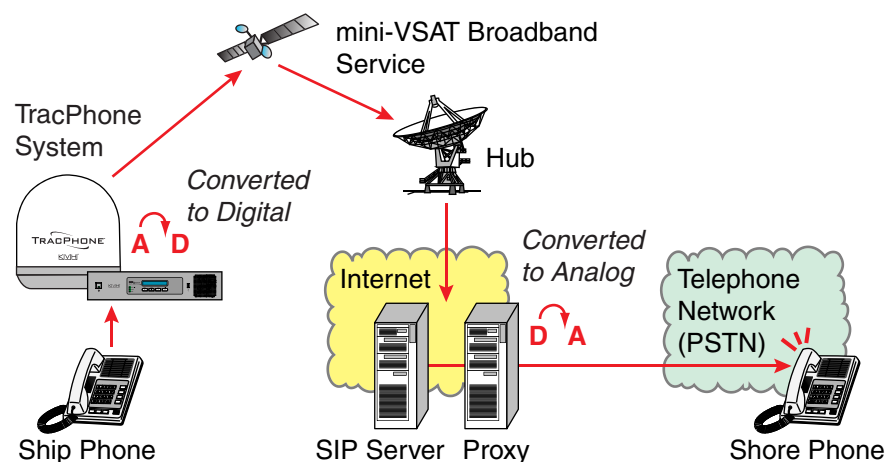 mini-VSAT Broadband
Service
TracPhone
System
Hub
Converted
to Digital
A D
TRACPHONE
KVH
Converted
to Analog
Internet
D A
Telephone
Network
(PSTN)
Ship Phone
SIP Server
Proxy
Shore Phone